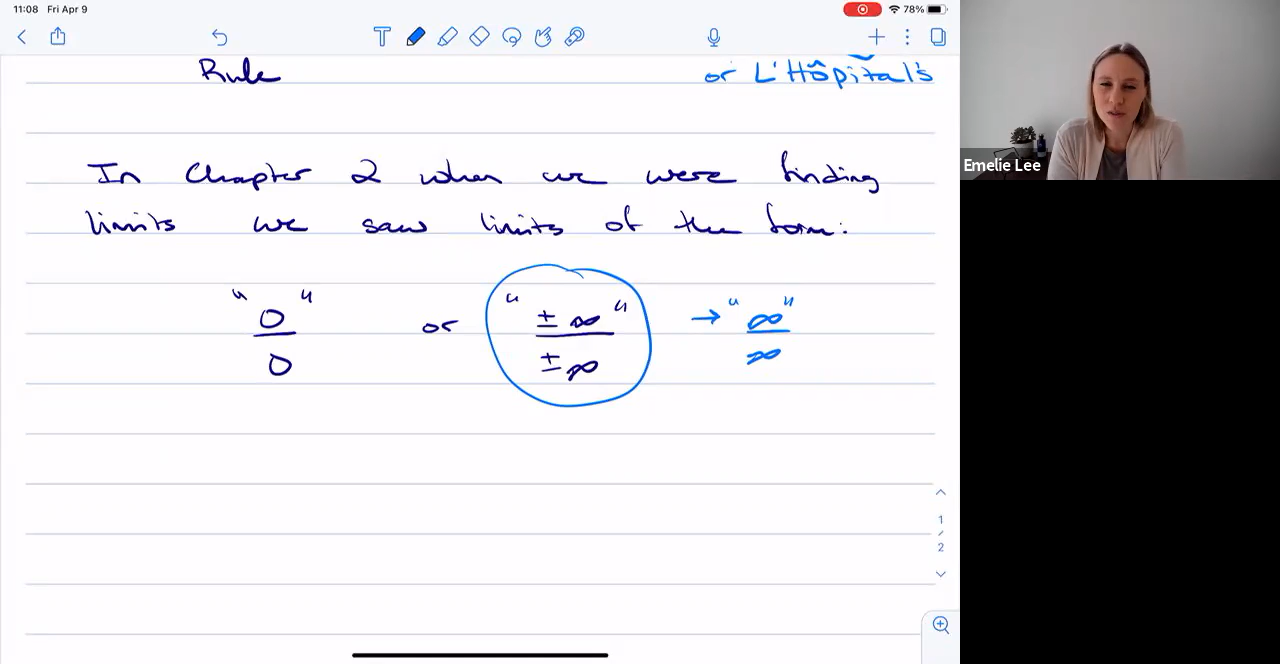 11:08 Fri Apr 9
78%
T
Rule or L'Hôpital's
In Chapter 2 when we were finding
limits we saw limits of the form:
" 0 " or " ± ∞ " → " ∞ "
0 ± ∞ ∞
1
2
Emelie Lee